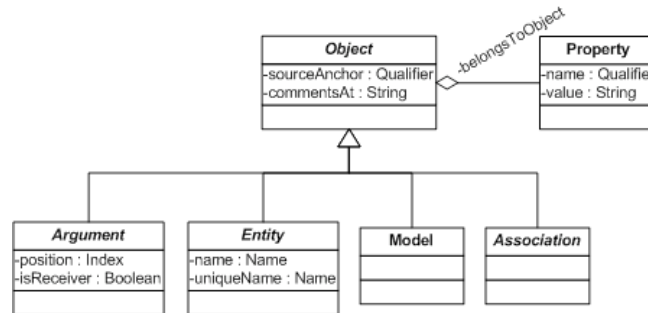 Object
-sourceAnchor : Qualifier
-commentsAt : String
-belongsToObject
Property
-name : Qualifie
-value : String
Argument
-position : Index
-isReceiver : Boolean
Entity
-name : Name
-uniqueName : Name
Model
Association